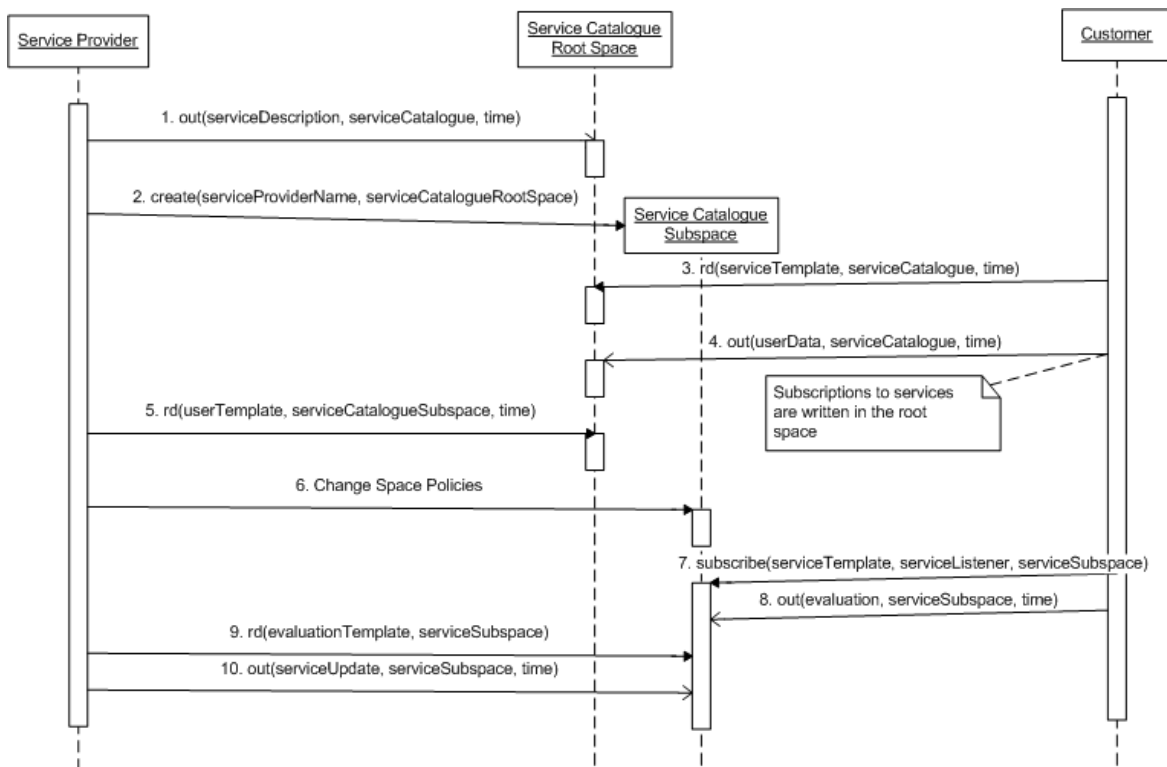 Service Provider
Service Catalogue
Root Space
Customer
1. out(serviceDescription, serviceCatalogue, time)
2. create(serviceProviderName, serviceCatalogueRootSpace)
Service Catalogue
Subspace
3. rd(serviceTemplate, serviceCatalogue, time)
4. out(userData, serviceCatalogue, time)
Subscriptions to services
are written in the root
space
5. rd(userTemplate, serviceCatalogueSubspace, time)
6. Change Space Policies
7. subscribe(serviceTemplate, serviceListener, serviceSubspace)
8. out(evaluation, serviceSubspace, time)
9. rd(evaluationTemplate, serviceSubspace)
10. out(serviceUpdate, serviceSubspace, time)